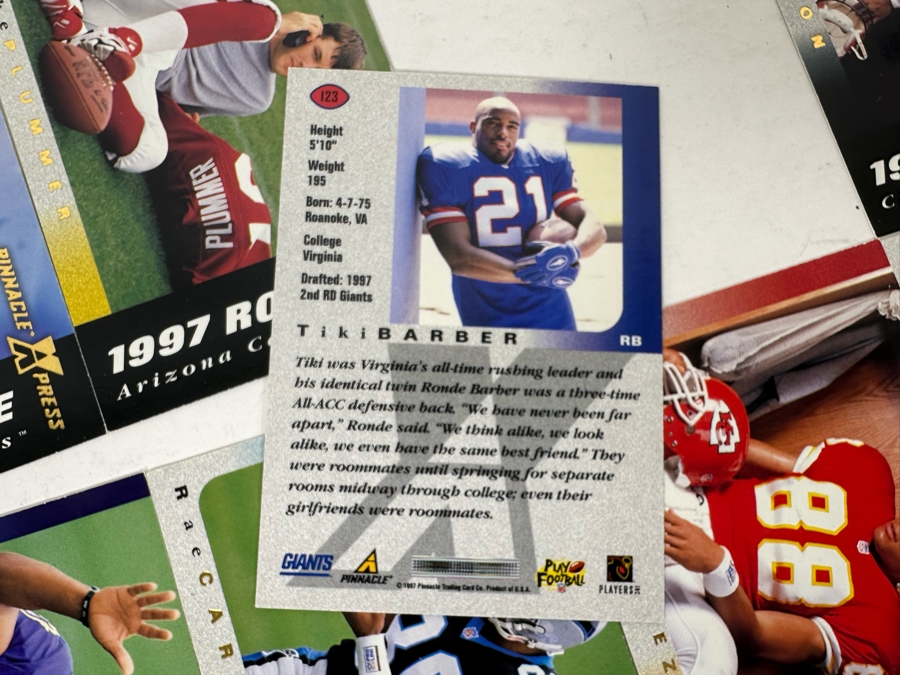 PLUMMER
PLUMMER
PINNACLE
X PRESS
1997 RO
Arizona C
123
Height
5'10"
Weight
195
Born: 4-7-75
Roanoke, VA
College
Virginia
Drafted: 1997
2nd RD Giants
21
Tiki BARBER
RB
Tiki was Virginia's all-time rushing leader and
his identical twin Ronde Barber was a three-time
All-ACC defensive back. "We have never been far
apart," Ronde said. "We think alike, we look
alike, we even have the same best friend." They
were roommates until springing for separate
rooms midway through college; even their
girlfriends were roommates.
GIANTS
PINNACLE
© 1997 Pinnacle Trading Card Co. Product of U.S.A.
PLAY
FOOTBALL
PLAYERS INC
Rae CAR
88
19
C
ON
EZ